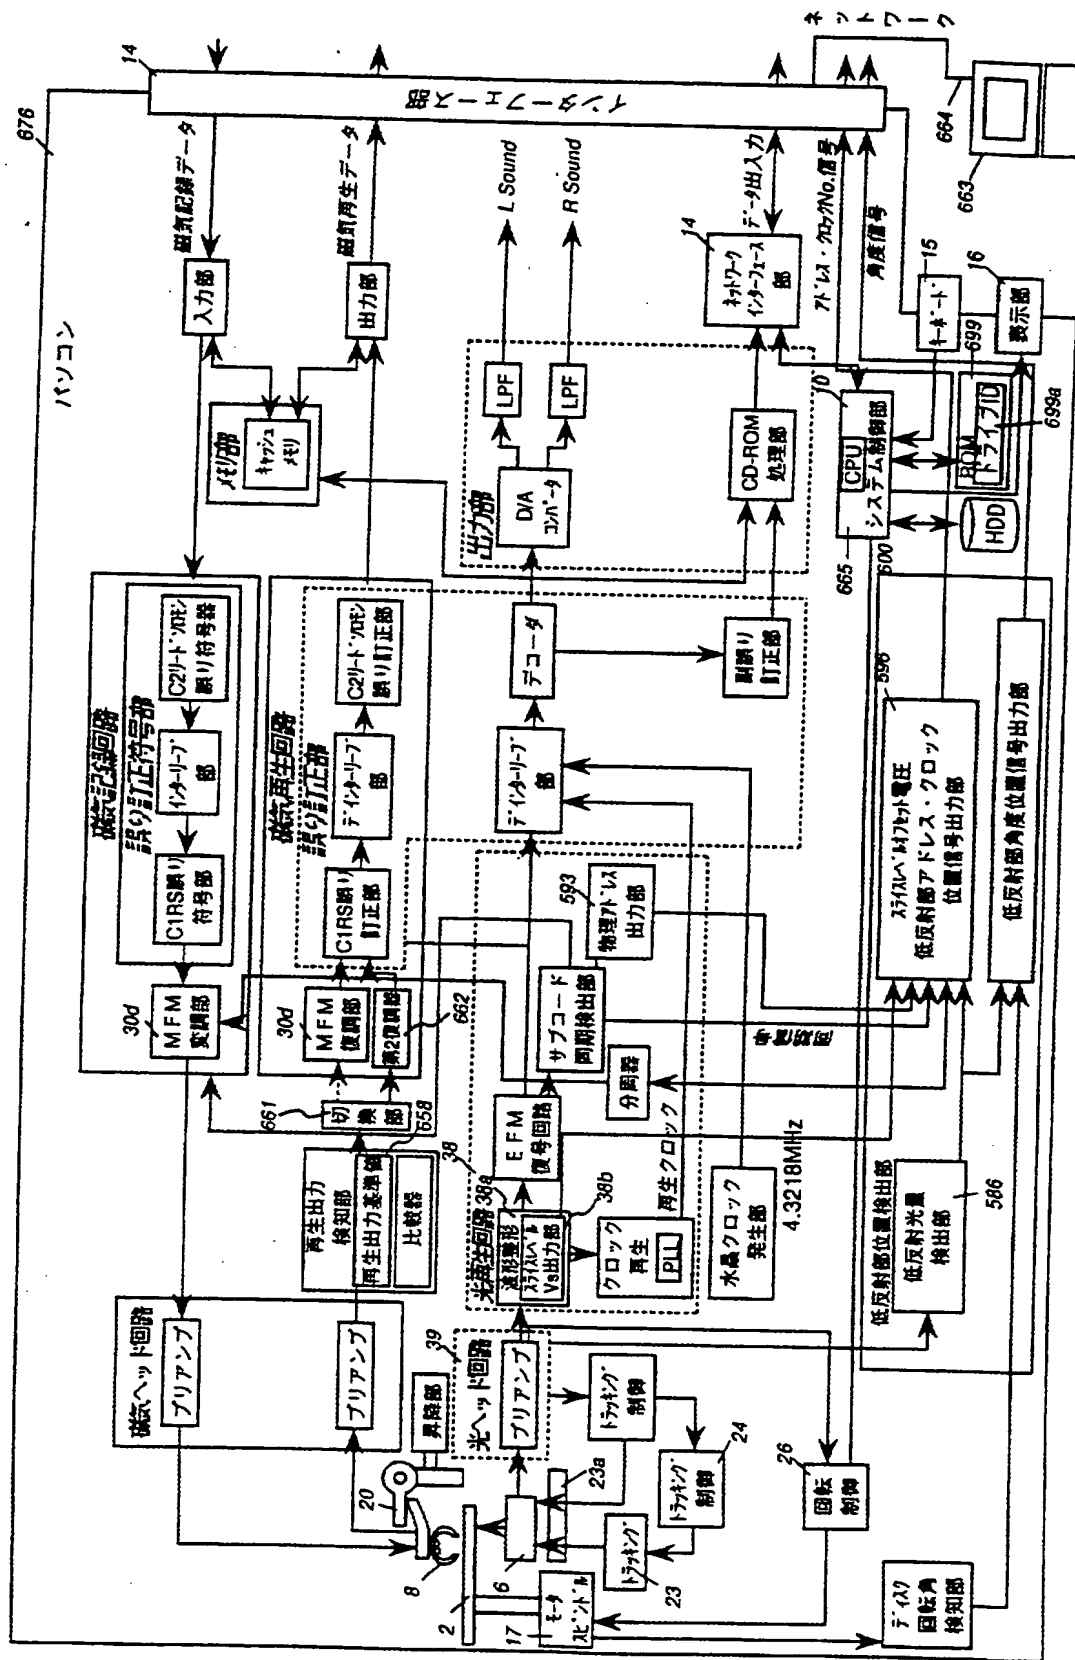 676
パソコン
14
インターフェース部
磁気記録データ
入力部
磁気再生データ
出力部
メモリ部
キャッシュ
メモリ
磁気記録回路
誤り訂正符号部
C2リードソロモン
誤り符号器
インターリーブ
部
C1RS誤り
符号部
30d
MFM
変調部
磁気再生回路
誤り訂正部
C2リードソロモン
誤り訂正部
デインターリーブ
部
C1RS誤り
訂正部
30d
MFM
復調部
第2復調器
662
661
切
換
部
658
再生出力
検知部
再生出力基準値
比較器
磁気ヘッド回路
プリアンプ
プリアンプ
昇降部
20
8
2
6
23a
17
モータ
スピンドル
39
光ヘッド回路
プリアンプ
トラッキング
制御
24
トラッキング
制御
トラッキング
23
26
回転
制御
ディスク
回転角
検知部
光再生回路
38
38a
波形整形
スライスレベル
Vs出力部
38b
EFM
復号回路
クロック
再生
PLL
再生クロック
サブコード
同期検出部
593
物理アドレス
出力部
分周器
同期信号
水晶クロック
発生部
4.3218MHz
デインターリーブ
部
デコーダ
副誤り
訂正部
出力部
D/A
コンバータ
LPF
LPF
L Sound
R Sound
CD-ROM
処理部
14
ネットワーク
インターフェース
部
データ出入力
アドレス・クロックNo.信号
角度信号
10
CPU
システム制御部
665
600
HDD
ROM
ドライブID
699
699a
15
キーボード
16
表示部
ネットワーク
664
663
低反射部位置検出部
低反射光量
検出部
586
596
スライスレベルオフセット電圧
低反射部アドレス・クロック
位置信号出力部
低反射部角度位置信号出力部